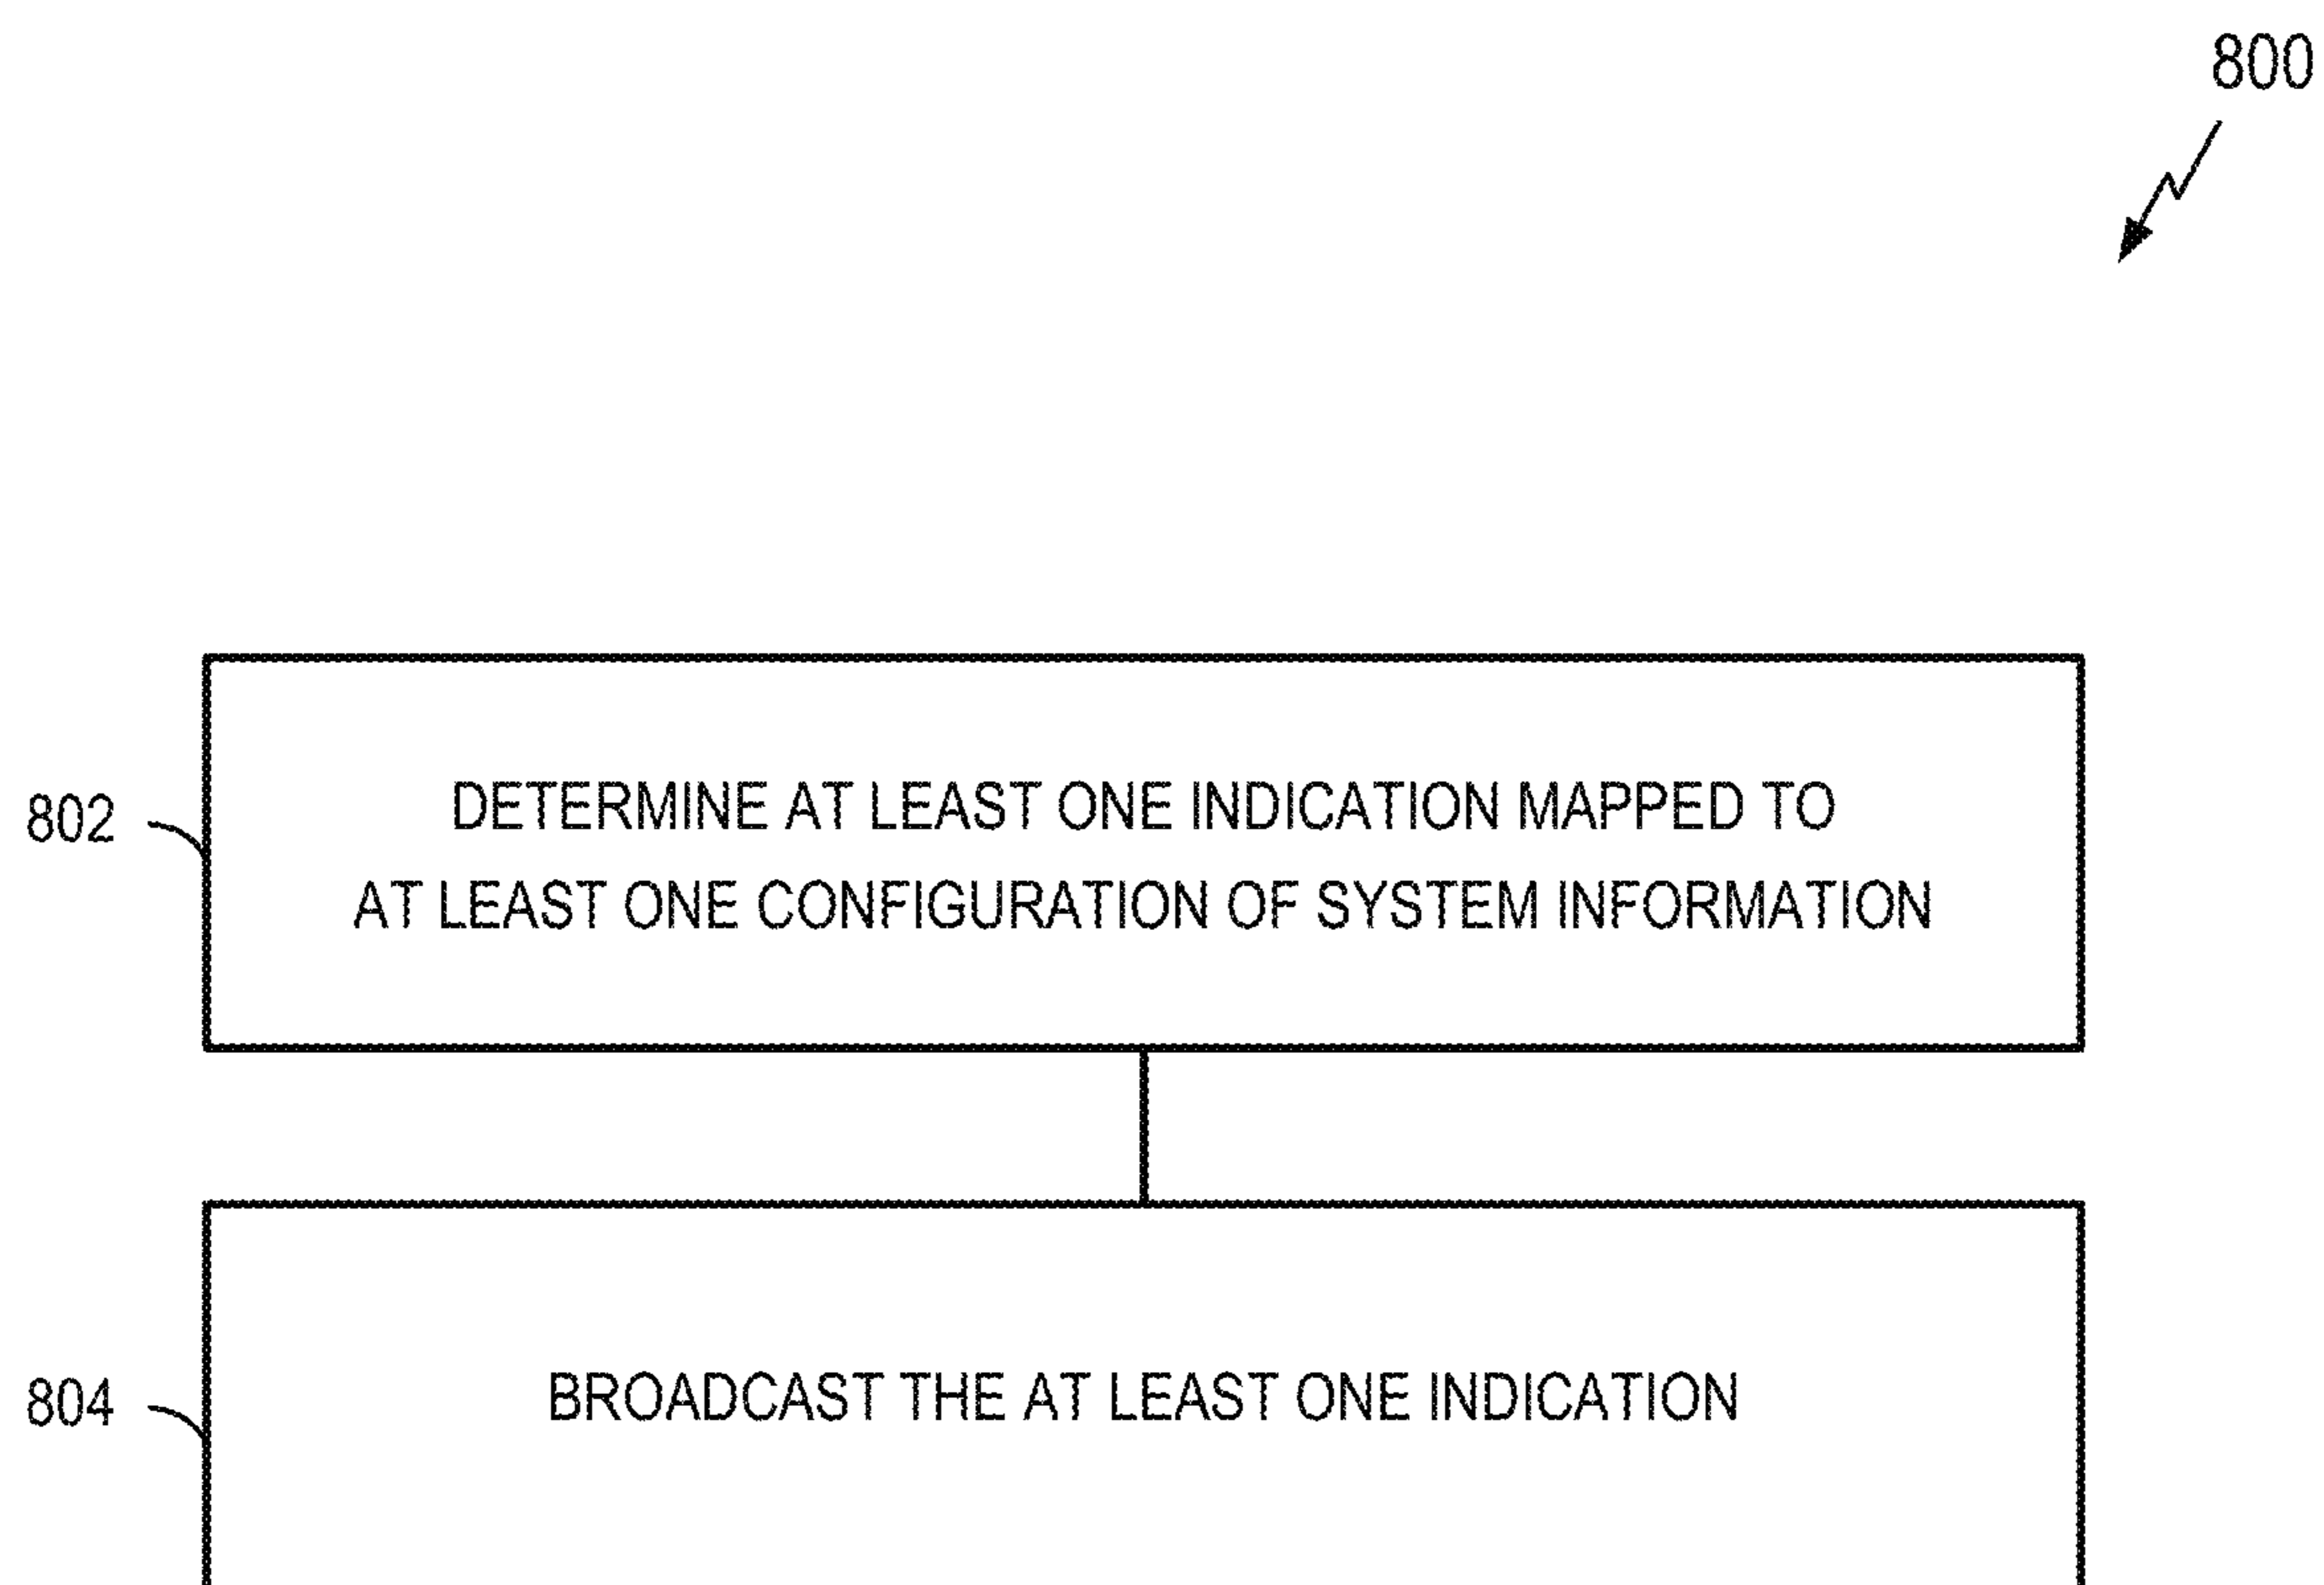 800
802
DETERMINE AT LEAST ONE INDICATION MAPPED TO
AT LEAST ONE CONFIGURATION OF SYSTEM INFORMATION
804
BROADCAST THE AT LEAST ONE INDICATION